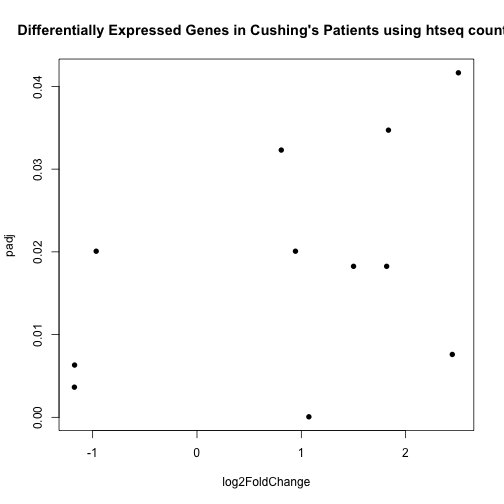 Differentially Expressed Genes in Cushing's Patients using htseq count
padj
0.04
0.03
0.02
0.01
0.00
-1 0 1 2
log2FoldChange